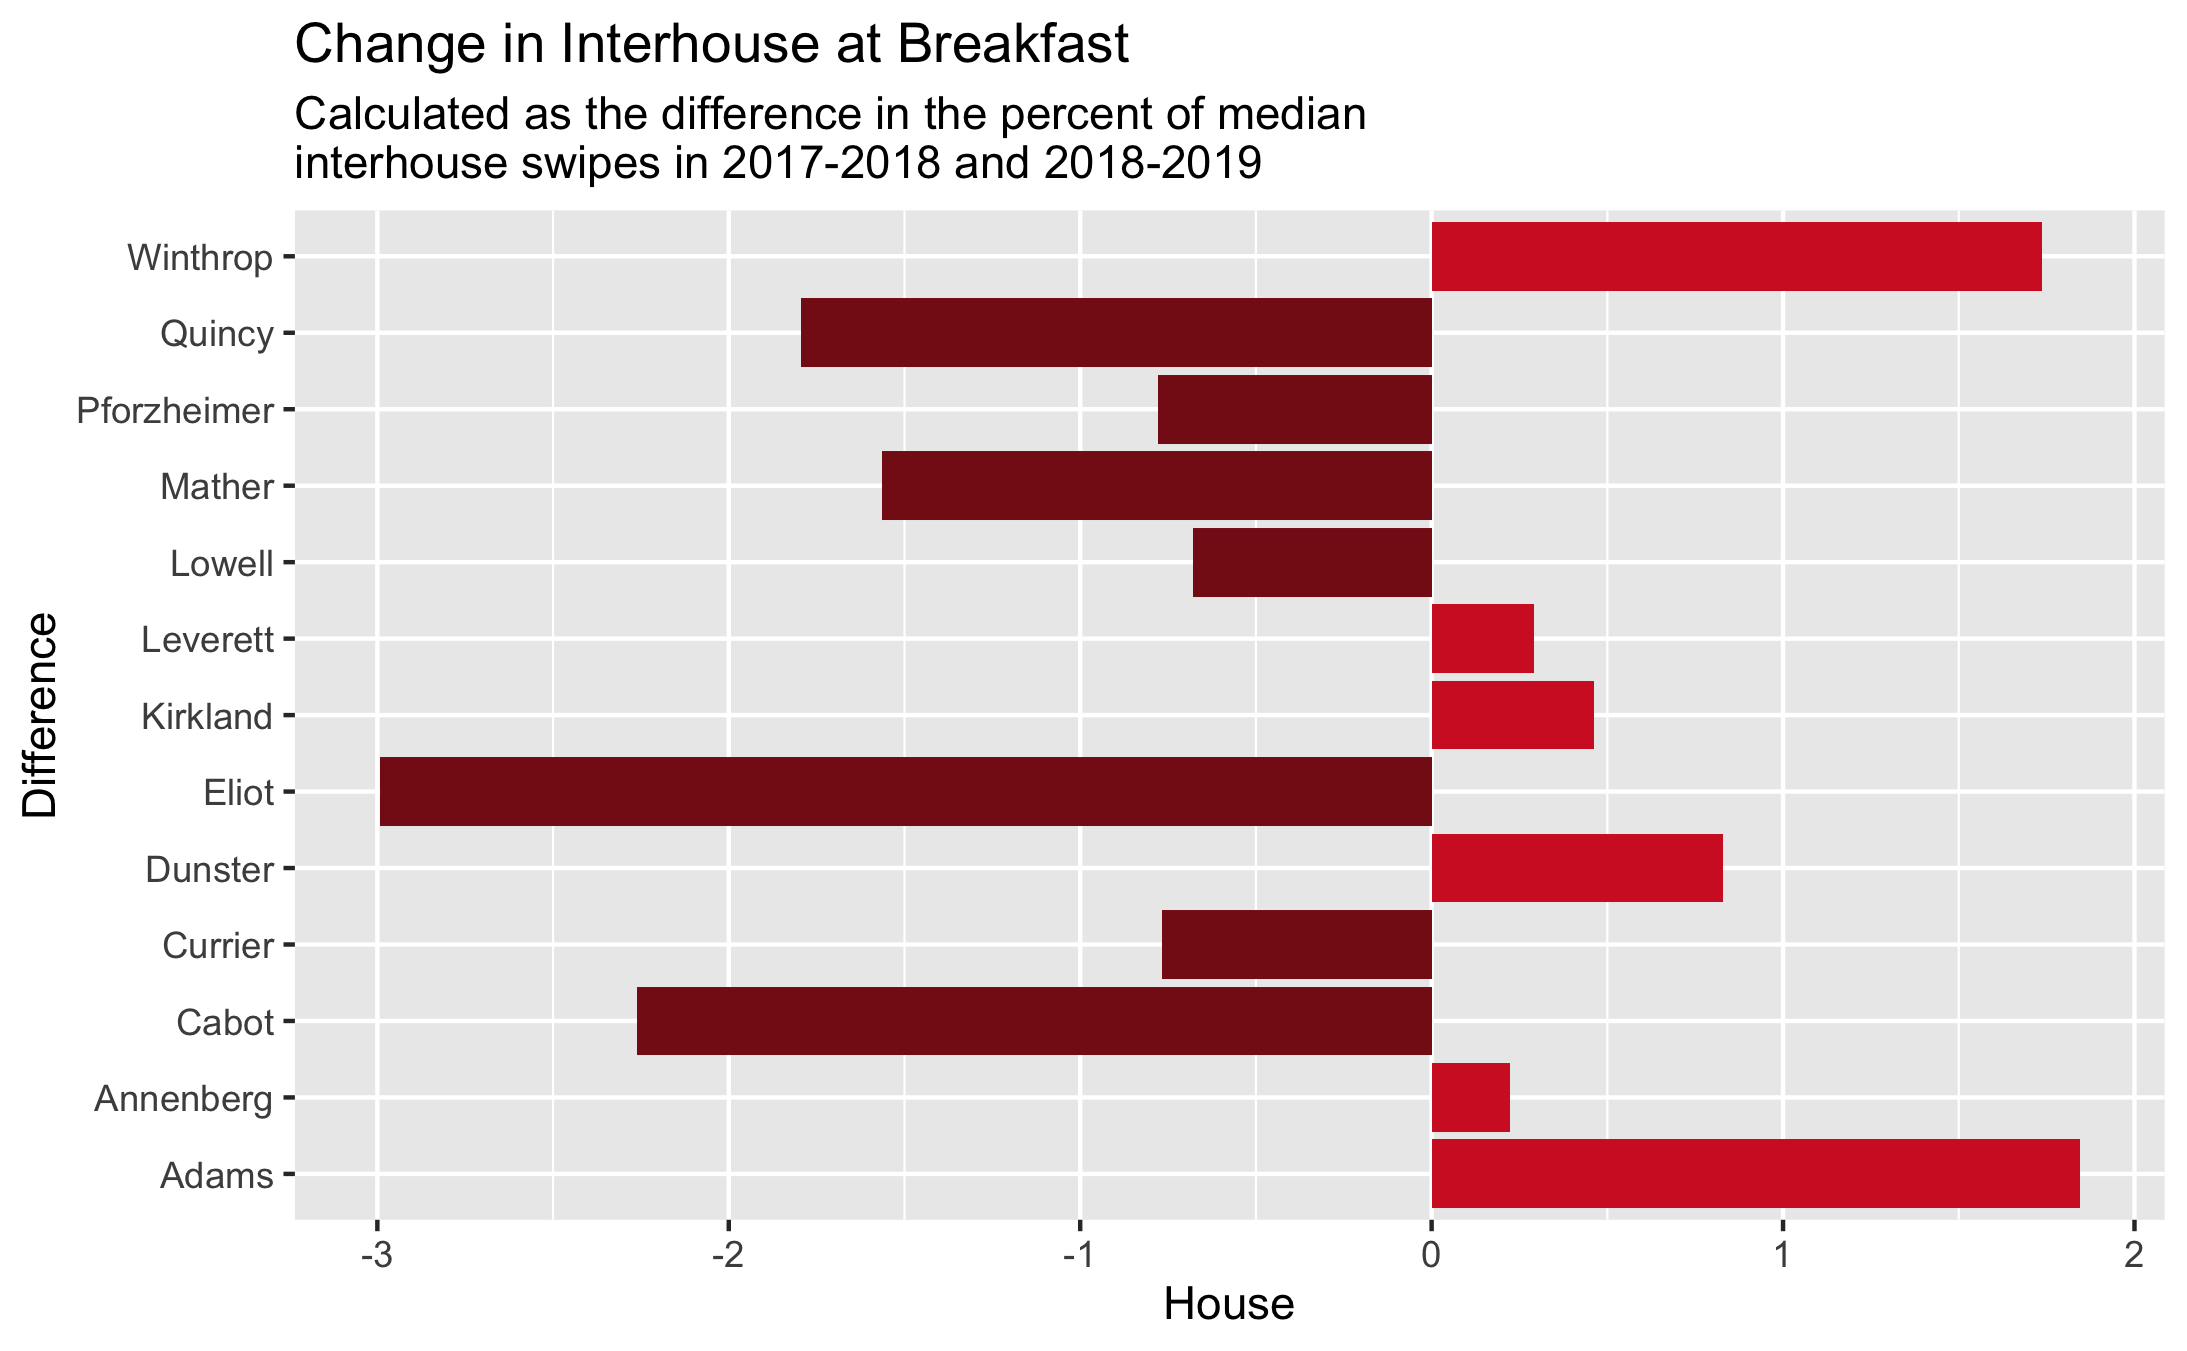 Change in Interhouse at Breakfast
Calculated as the difference in the percent of median
interhouse swipes in 2017-2018 and 2018-2019
Winthrop
Quincy
Pforzheimer
Mather
Lowell
Leverett
Kirkland
Eliot
Dunster
Currier
Cabot
Annenberg
Adams
Difference
-3 -2 -1 0 1 2
House